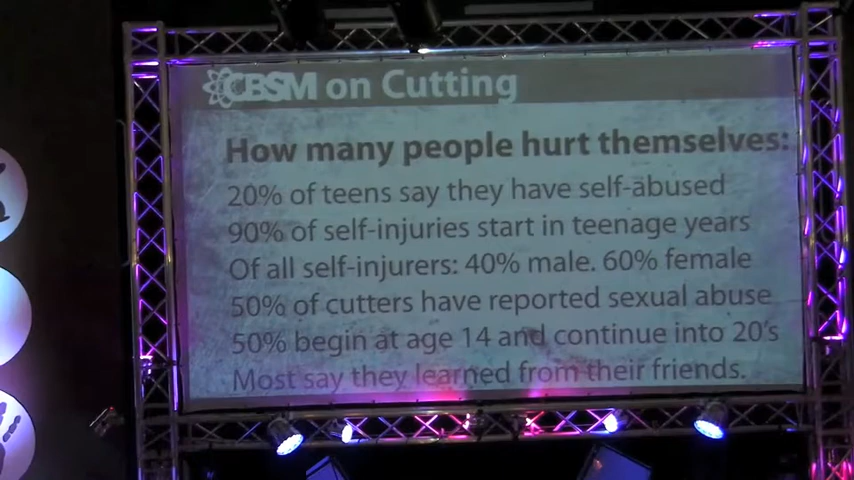 CBSM on Cutting
How many people hurt themselves:
20% of teens say they have self-abused
90% of self-injuries start in teenage years
Of all self-injurers: 40% male. 60% female
50% of cutters have reported sexual abuse
50% begin at age 14 and continue into 20's
Most say they learned it from their friends.